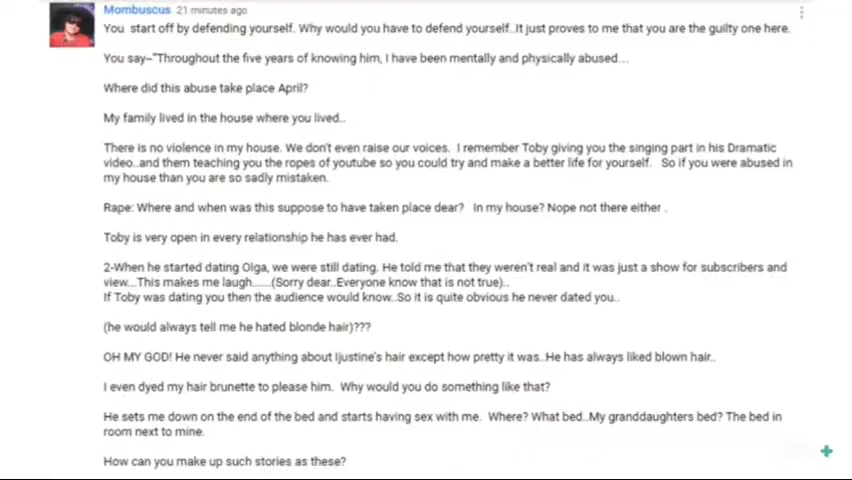 Mombuscus 21 minutes ago
You start off by defending yourself. Why would you have to defend yourself..It just proves to me that you are the guilty one here.
You say--"Throughout the five years of knowing him, I have been mentally and physically abused...
Where did this abuse take place April?
My family lived in the house where you lived..
There is no violence in my house. We don't even raise our voices. I remember Toby giving you the singing part in his Dramatic
video..and them teaching you the ropes of youtube so you could try and make a better life for yourself. So if you were abused in
my house than you are so sadly mistaken.
Rape: Where and when was this suppose to have taken place dear? In my house? Nope not there either .
Toby is very open in every relationship he has ever had.
2-When he started dating Olga, we were still dating. He told me that they weren't real and it was just a show for subscribers and
view....This makes me laugh.......(Sorry dear..Everyone know that is not true)..
If Toby was dating you then the audience would know..So it is quite obvious he never dated you..
(he would always tell me he hated blonde hair)???
OH MY GOD! He never said anything about Ijustine's hair except how pretty it was..He has always liked blown hair..
I even dyed my hair brunette to please him. Why would you do something like that?
He sets me down on the end of the bed and starts having sex with me. Where? What bed..My granddaughters bed? The bed in
room next to mine.
How can you make up such stories as these?